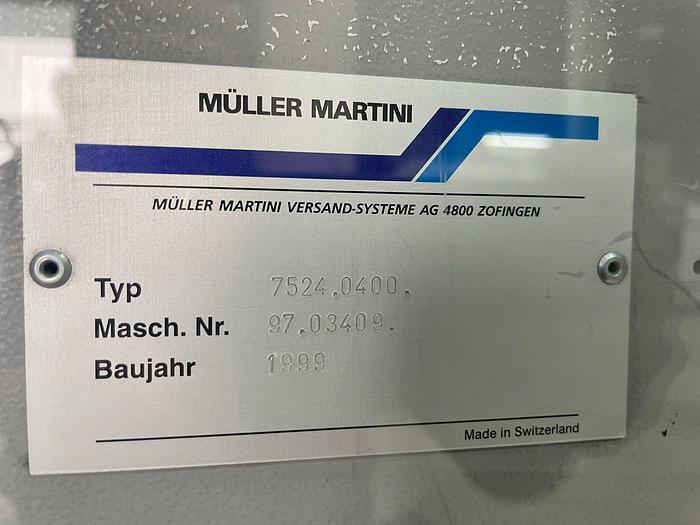 MÜLLER MARTINI
MÜLLER MARTINI VERSAND-SYSTEME AG 4800 ZOFINGEN
Typ 7524.0400.
Masch. Nr. 97.03409.
Baujahr 1999
Made in Switzerland